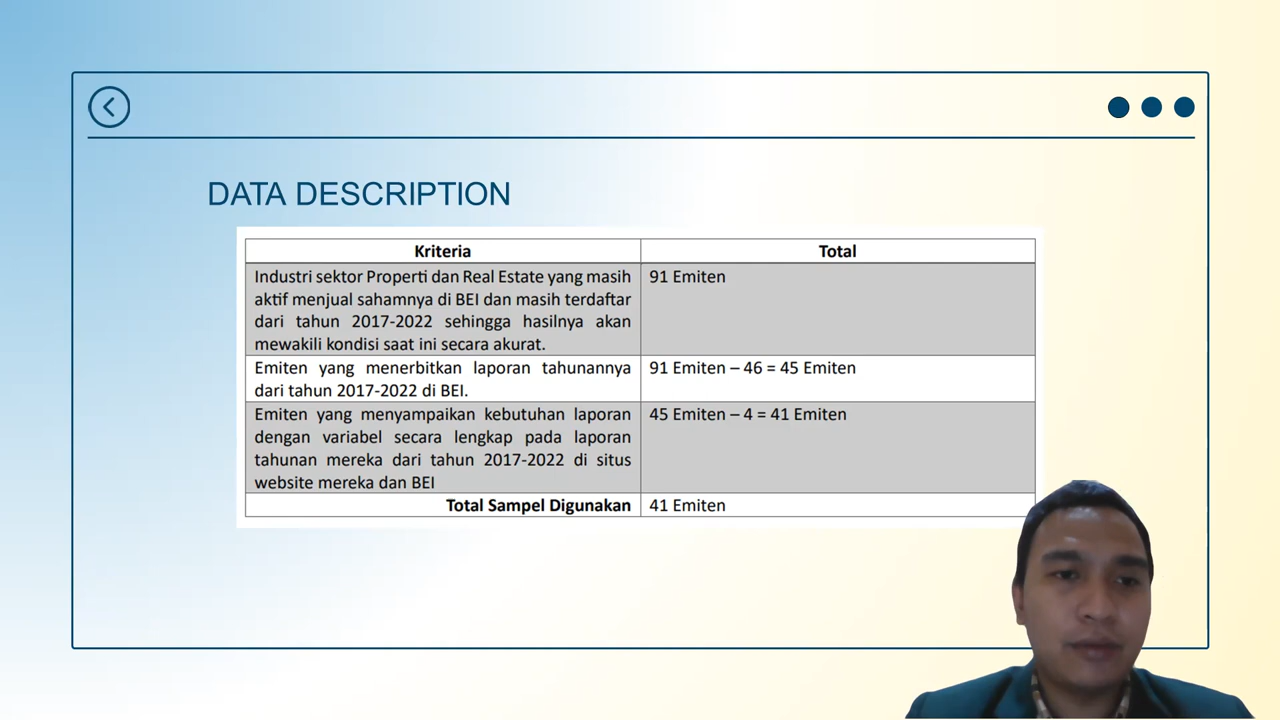 DATA DESCRIPTION
Kriteria
Total
Industri sektor Properti dan Real Estate yang masih
aktif menjual sahamnya di BEI dan masih terdaftar
dari tahun 2017-2022 sehingga hasilnya akan
mewakili kondisi saat ini secara akurat.
91 Emiten
Emiten yang menerbitkan laporan tahunannya
dari tahun 2017-2022 di BEI.
91 Emiten – 46 = 45 Emiten
Emiten yang menyampaikan kebutuhan laporan
dengan variabel secara lengkap pada laporan
tahunan mereka dari tahun 2017-2022 di situs
website mereka dan BEI
45 Emiten – 4 = 41 Emiten
Total Sampel Digunakan
41 Emiten